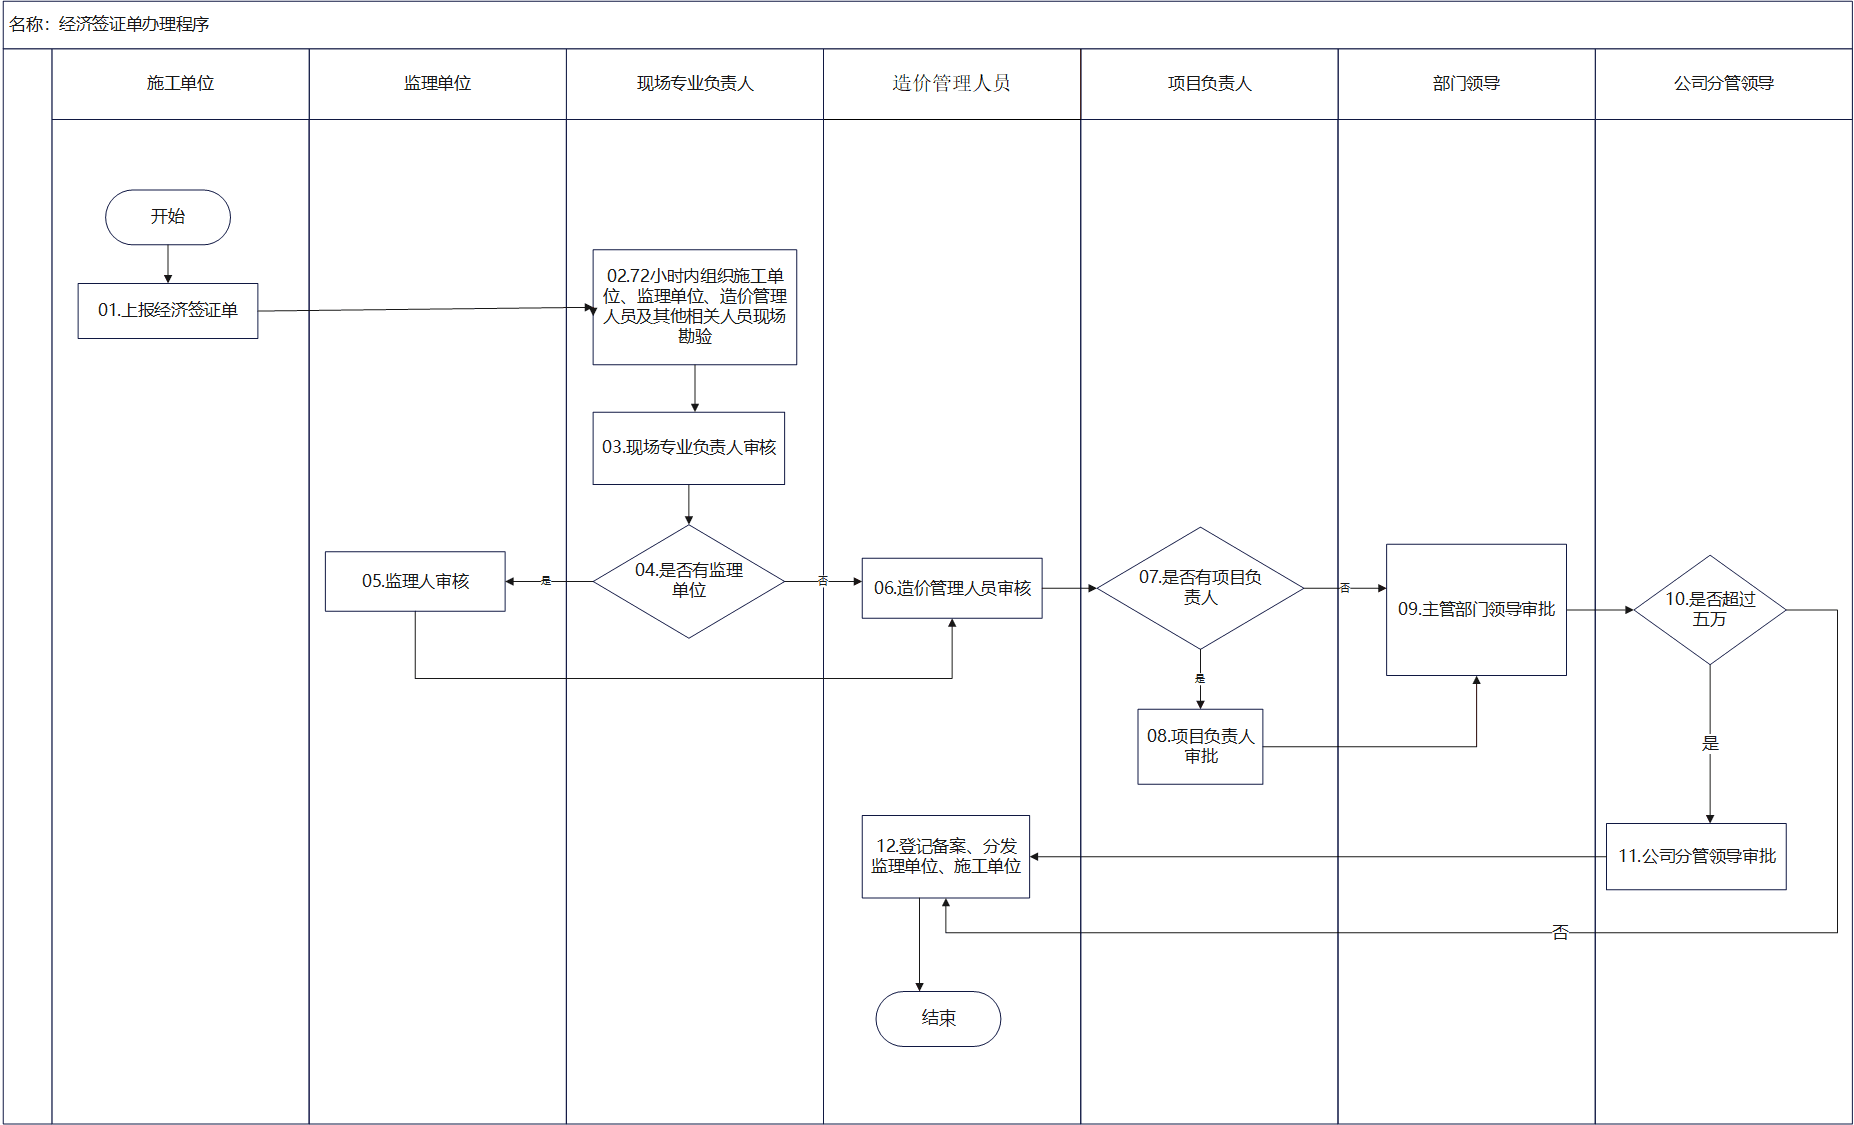 名称：经济签证单办理程序
施工单位
监理单位
现场专业负责人
造价管理人员
项目负责人
部门领导
公司分管领导
开始
01.上报经济签证单
02.72小时内组织施工单
位、监理单位、造价管理
人员及其他相关人员现场
勘验
03.现场专业负责人审核
04.是否有监理
单位
是
否
05.监理人审核
06.造价管理人员审核
07.是否有项目负
责人
否
是
08.项目负责人
审批
09.主管部门领导审批
10.是否超过
五万
是
11.公司分管领导审批
否
12.登记备案、分发
监理单位、施工单位
结束